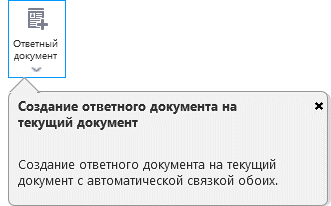 Ответный
документ
Создание ответного документа на
текущий документ
Создание ответного документа на текущий
документ с автоматической связкой обоих.